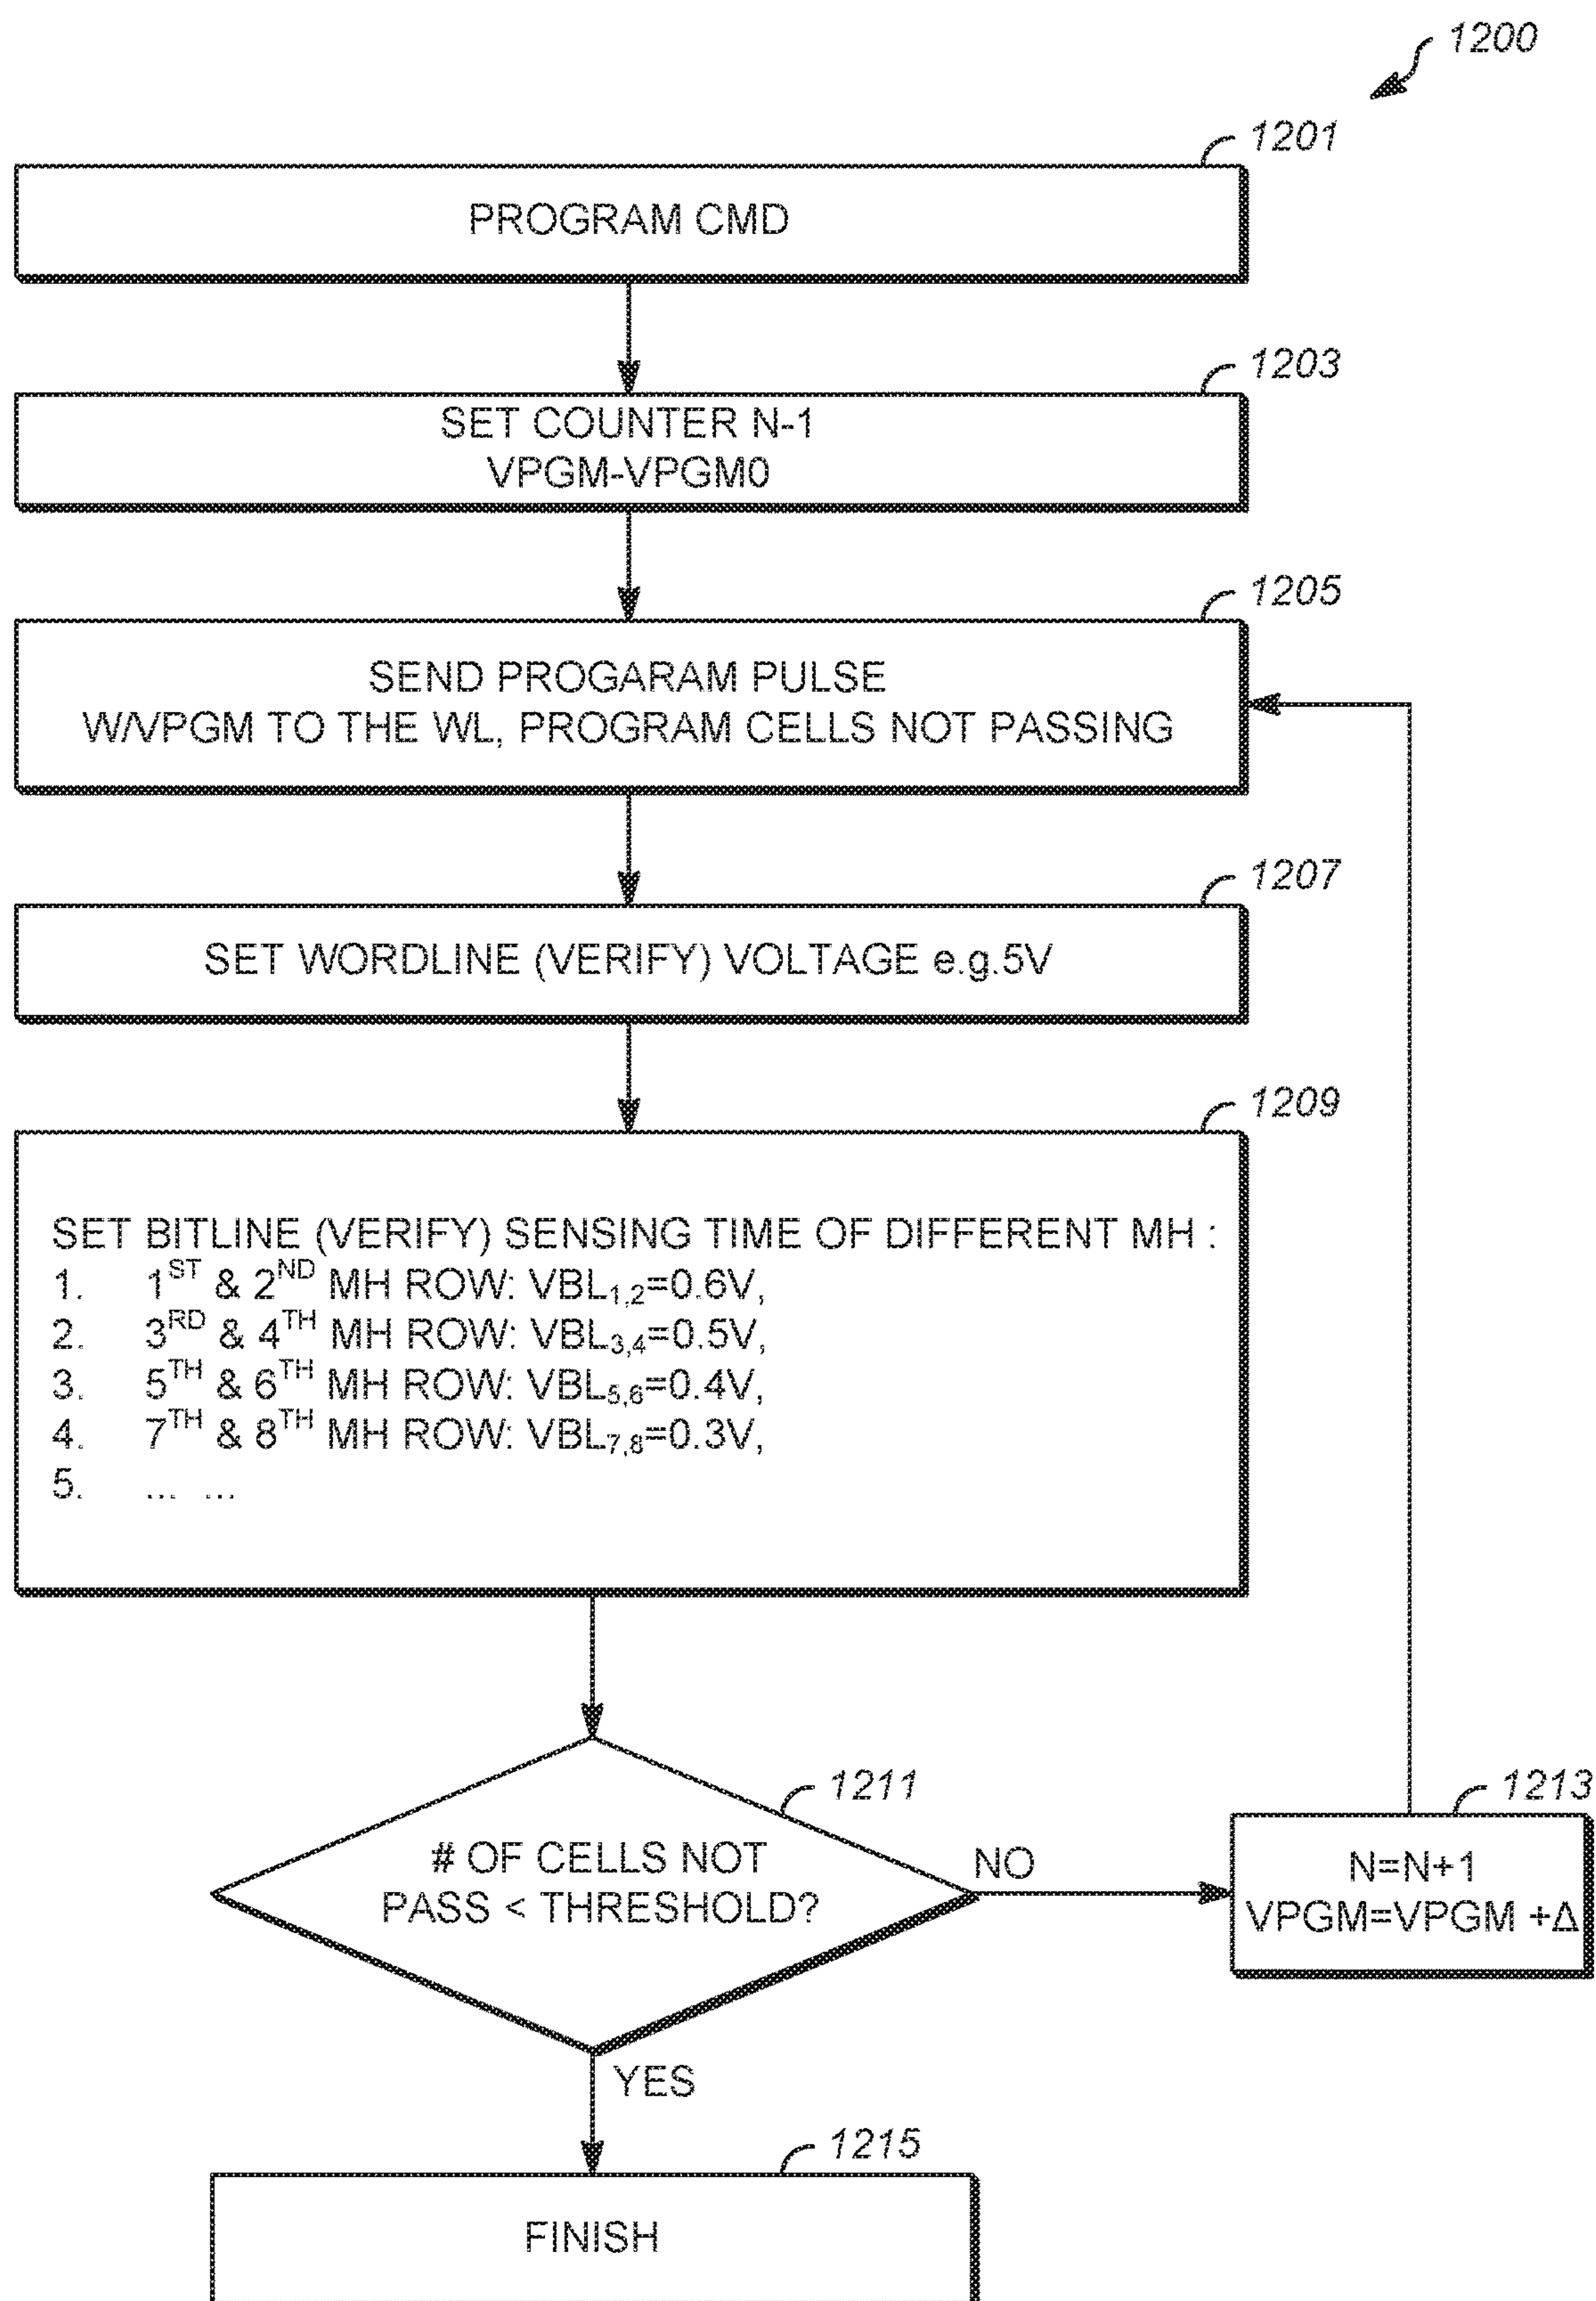 1200
1201
PROGRAM CMD
1203
SET COUNTER N-1
VPGM-VPGM0
1205
SEND PROGARAM PULSE
W/VPGM TO THE WL, PROGRAM CELLS NOT PASSING
1207
SET WORDLINE (VERIFY) VOLTAGE e.g.5V
1209
SET BITLINE (VERIFY) SENSING TIME OF DIFFERENT MH :
1. 1ST & 2ND MH ROW: VBL1,2=0.6V,
2. 3RD & 4TH MH ROW: VBL3,4=0.5V,
3. 5TH & 6TH MH ROW: VBL5,6=0.4V,
4. 7TH & 8TH MH ROW: VBL7,8=0.3V,
5. ... ...
1211
# OF CELLS NOT
PASS < THRESHOLD?
NO
1213
N=N+1
VPGM=VPGM +Δ
YES
1215
FINISH